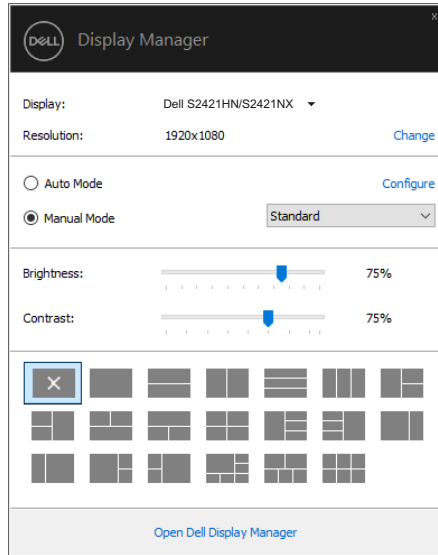 DELL Display Manager
Display: Dell S2421HN/S2421NX
Resolution: 1920x1080 Change
Auto Mode Configure
Manual Mode Standard
Brightness: 75%
Contrast: 75%
Open Dell Display Manager